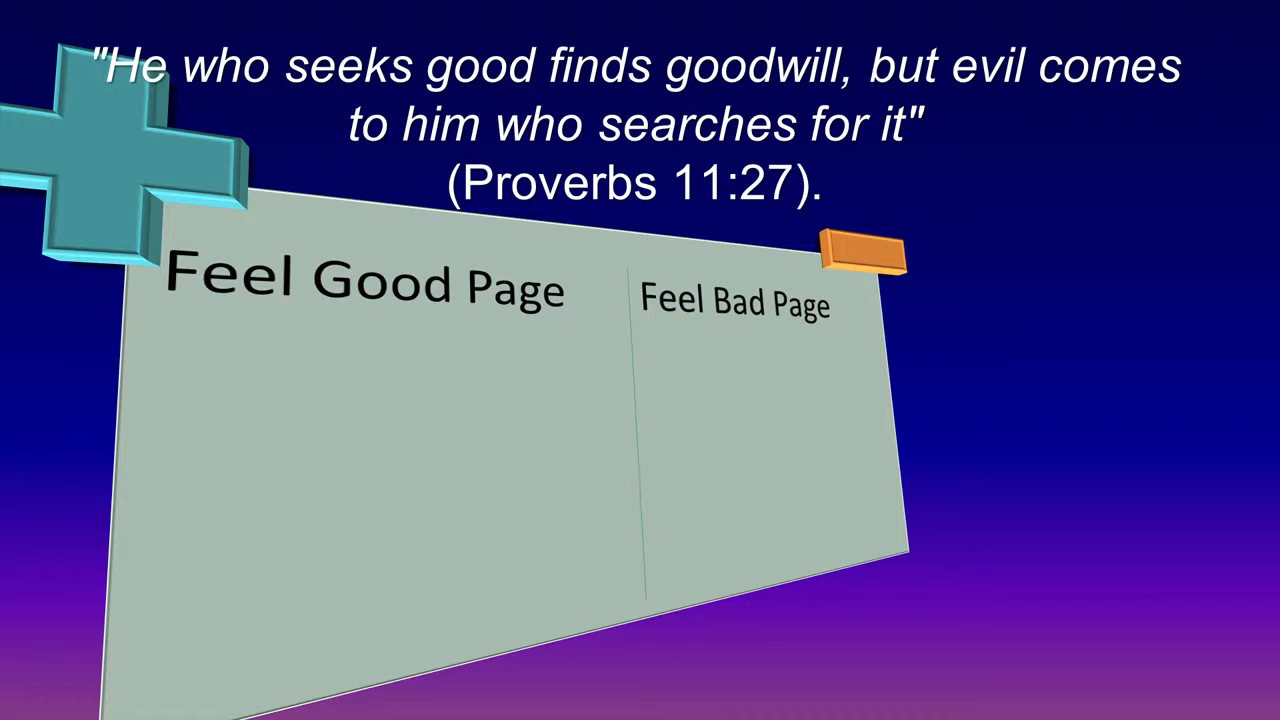 "He who seeks good finds goodwill, but evil comes
to him who searches for it"
(Proverbs 11:27).
Feel Good Page
Feel Bad Page